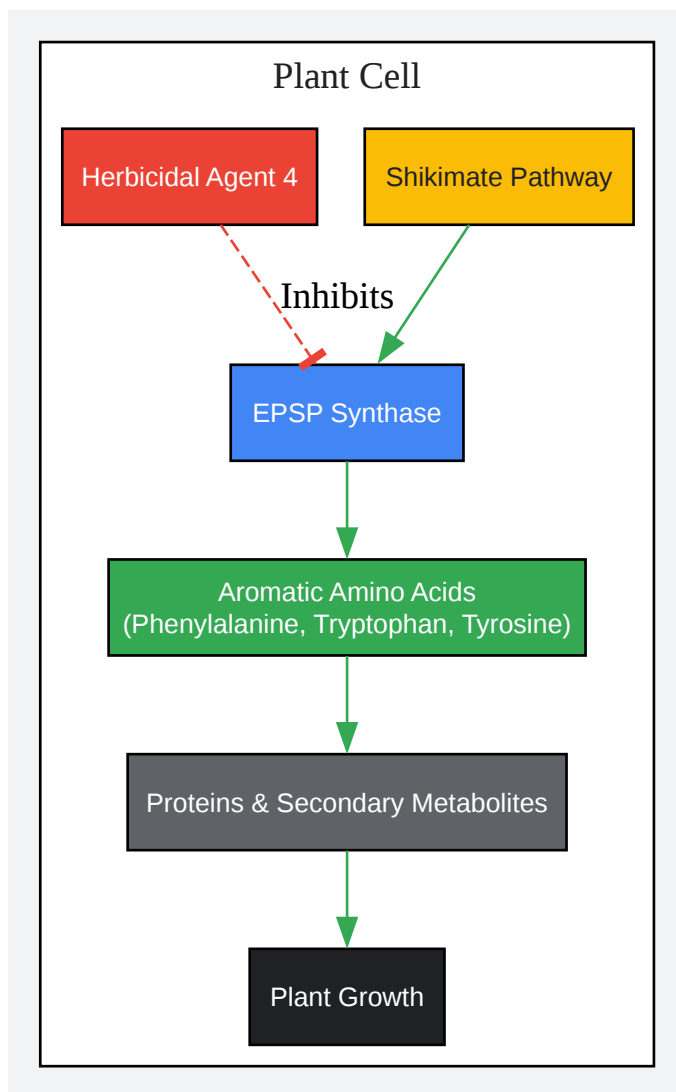 Plant Cell
Herbicidal Agent 4
Shikimate Pathway
Inhibits
EPSP Synthase
Aromatic Amino Acids
(Phenylalanine, Tryptophan, Tyrosine)
Proteins & Secondary Metabolites
Plant Growth